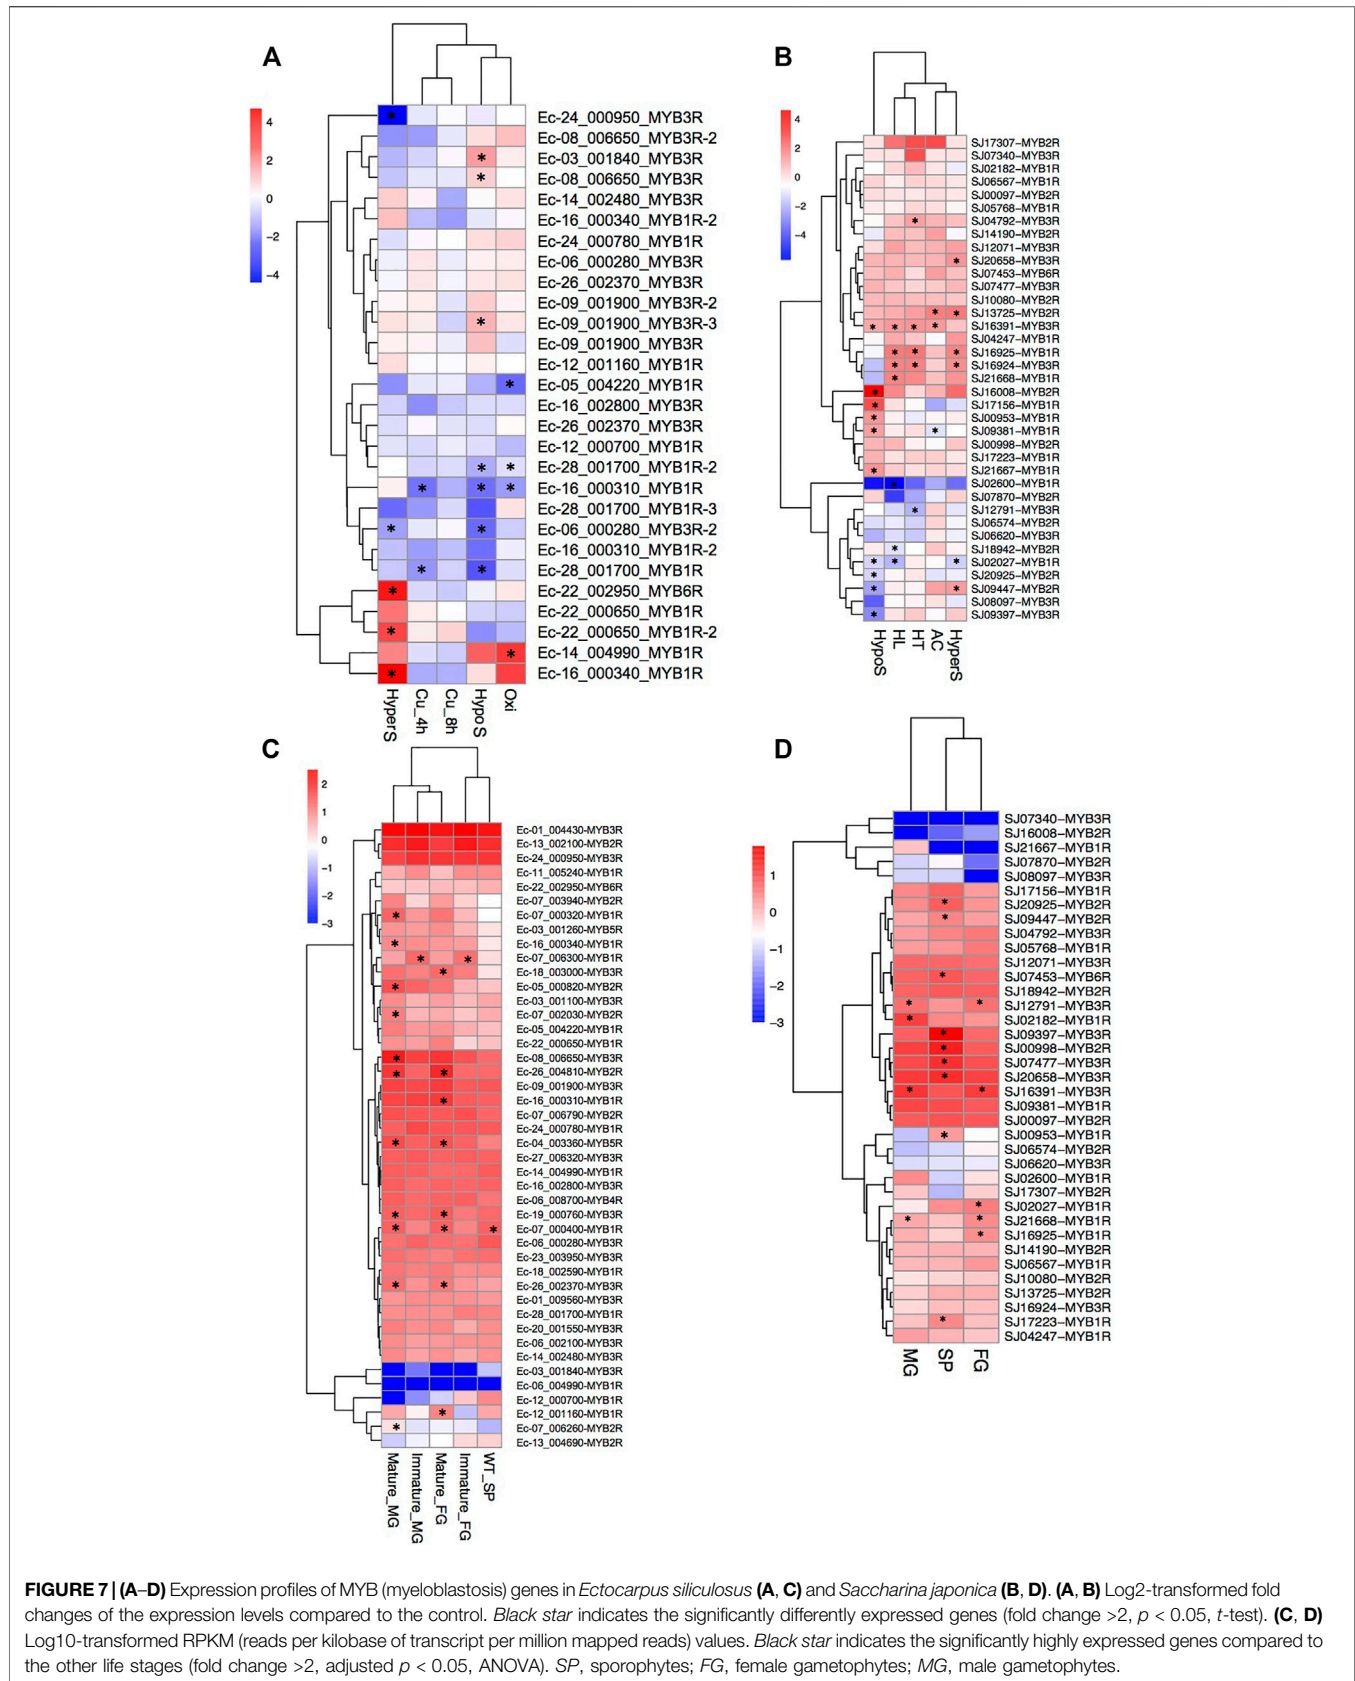 A
4
2
0
−2
−4
Ec-24_000950_MYB3R
Ec-08_006650_MYB3R-2
Ec-03_001840_MYB3R
Ec-08_006650_MYB3R
Ec-14_002480_MYB3R
Ec-16_000340_MYB1R-2
Ec-24_000780_MYB1R
Ec-06_000280_MYB3R
Ec-26_002370_MYB3R
Ec-09_001900_MYB3R-2
Ec-09_001900_MYB3R-3
Ec-09_001900_MYB3R
Ec-12_001160_MYB1R
Ec-05_004220_MYB1R
Ec-16_002800_MYB3R
Ec-26_002370_MYB3R
Ec-12_000700_MYB1R
Ec-28_001700_MYB1R-2
Ec-16_000310_MYB1R
Ec-28_001700_MYB1R-3
Ec-06_000280_MYB3R-2
Ec-16_000310_MYB1R-2
Ec-28_001700_MYB1R
Ec-22_002950_MYB6R
Ec-22_000650_MYB1R
Ec-22_000650_MYB1R-2
Ec-14_004990_MYB1R
Ec-16_000340_MYB1R
HyperS
Cu_4h
Cu_8h
HypoS
Oxi
B
4
2
0
−2
−4
SJ17307−MYB2R
SJ07340−MYB3R
SJ02182−MYB1R
SJ06567−MYB1R
SJ00097−MYB2R
SJ05768−MYB1R
SJ04792−MYB3R
SJ14190−MYB2R
SJ12071−MYB3R
SJ20658−MYB3R
SJ07453−MYB6R
SJ07477−MYB3R
SJ10080−MYB2R
SJ13725−MYB2R
SJ16391−MYB3R
SJ04247−MYB1R
SJ16925−MYB1R
SJ16924−MYB3R
SJ21668−MYB1R
SJ16008−MYB2R
SJ17156−MYB1R
SJ00953−MYB1R
SJ09381−MYB1R
SJ00998−MYB2R
SJ17223−MYB1R
SJ21667−MYB1R
SJ02600−MYB1R
SJ07870−MYB2R
SJ12791−MYB3R
SJ06574−MYB2R
SJ06620−MYB3R
SJ18942−MYB2R
SJ02027−MYB1R
SJ20925−MYB2R
SJ09447−MYB2R
SJ08097−MYB3R
SJ09397−MYB3R
HypoS
HL
HT
AC
HyperS
C
2
1
0
−1
−2
−3
Ec-01_004430-MYB3R
Ec-13_002100-MYB2R
Ec-24_000950-MYB3R
Ec-11_005240-MYB1R
Ec-22_002950-MYB6R
Ec-07_003940-MYB2R
Ec-07_000320-MYB1R
Ec-03_001260-MYB5R
Ec-16_000340-MYB1R
Ec-07_006300-MYB1R
Ec-18_003000-MYB3R
Ec-05_000820-MYB2R
Ec-03_001100-MYB3R
Ec-07_002030-MYB2R
Ec-05_004220-MYB1R
Ec-22_000650-MYB1R
Ec-08_006650-MYB3R
Ec-26_004810-MYB2R
Ec-09_001900-MYB3R
Ec-16_000310-MYB1R
Ec-07_006790-MYB2R
Ec-24_000780-MYB1R
Ec-04_003360-MYB5R
Ec-27_006320-MYB3R
Ec-14_004990-MYB1R
Ec-16_002800-MYB3R
Ec-06_008700-MYB4R
Ec-19_000760-MYB3R
Ec-07_000400-MYB1R
Ec-06_000280-MYB3R
Ec-23_003950-MYB3R
Ec-18_002590-MYB1R
Ec-26_002370-MYB3R
Ec-01_009560-MYB3R
Ec-28_001700-MYB1R
Ec-20_001550-MYB3R
Ec-06_002100-MYB3R
Ec-14_002480-MYB3R
Ec-03_001840-MYB3R
Ec-06_004990-MYB1R
Ec-12_000700-MYB1R
Ec-12_001160-MYB1R
Ec-07_006260-MYB2R
Ec-13_004690-MYB2R
Mature_MG
Immature_MG
Mature_FG
Immature_FG
WT_SP
D
1
0
−1
−2
−3
SJ07340−MYB3R
SJ16008−MYB2R
SJ21667−MYB1R
SJ07870−MYB2R
SJ08097−MYB3R
SJ17156−MYB1R
SJ20925−MYB2R
SJ09447−MYB2R
SJ04792−MYB3R
SJ05768−MYB1R
SJ12071−MYB3R
SJ07453−MYB6R
SJ18942−MYB2R
SJ12791−MYB3R
SJ02182−MYB1R
SJ09397−MYB3R
SJ00998−MYB2R
SJ07477−MYB3R
SJ20658−MYB3R
SJ16391−MYB3R
SJ09381−MYB1R
SJ00097−MYB2R
SJ00953−MYB1R
SJ06574−MYB2R
SJ06620−MYB3R
SJ02600−MYB1R
SJ17307−MYB2R
SJ02027−MYB1R
SJ21668−MYB1R
SJ16925−MYB1R
SJ14190−MYB2R
SJ06567−MYB1R
SJ10080−MYB2R
SJ13725−MYB2R
SJ16924−MYB3R
SJ17223−MYB1R
SJ04247−MYB1R
MG
SP
FG
FIGURE 7 | (A–D) Expression profiles of MYB (myeloblastosis) genes in Ectocarpus siliculosus (A, C) and Saccharina japonica (B, D). (A, B) Log2-transformed fold
changes of the expression levels compared to the control. Black star indicates the significantly differently expressed genes (fold change >2, p < 0.05, t-test). (C, D)
Log10-transformed RPKM (reads per kilobase of transcript per million mapped reads) values. Black star indicates the significantly highly expressed genes compared to
the other life stages (fold change >2, adjusted p < 0.05, ANOVA). SP, sporophytes; FG, female gametophytes; MG, male gametophytes.